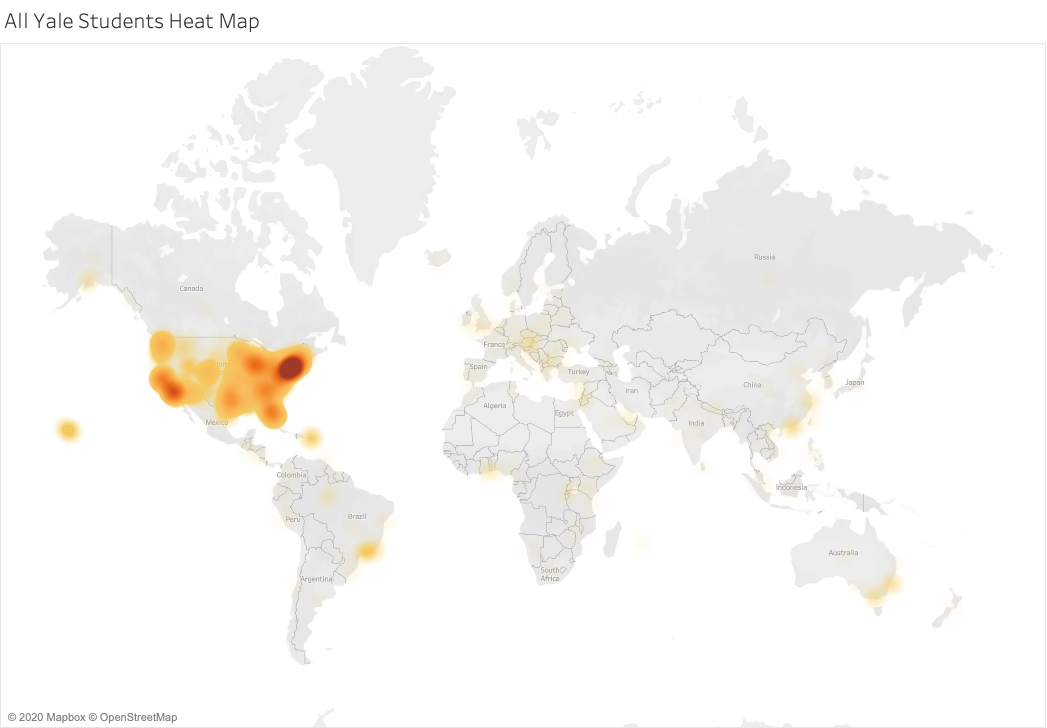 All Yale Students Heat Map
Russia
Canada
France
Spain
Turkey
China
Japan
Iran
Algeria
Egypt
India
Mexico
Colombia
Indonesia
Peru
Brazil
Australia
South
Africa
Argentina
© 2020 Mapbox © OpenStreetMap